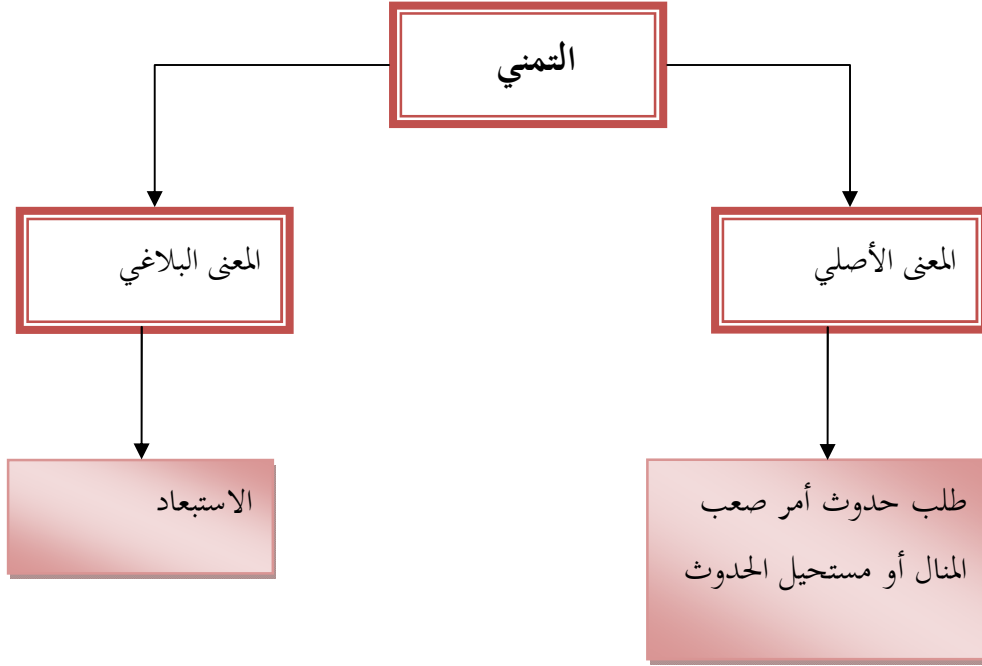 التمني
المعنى الأصلي
المعنى البلاغي
طلب حدوث أمر صعب
المنال أو مستحيل الحدوث
الاستبعاد